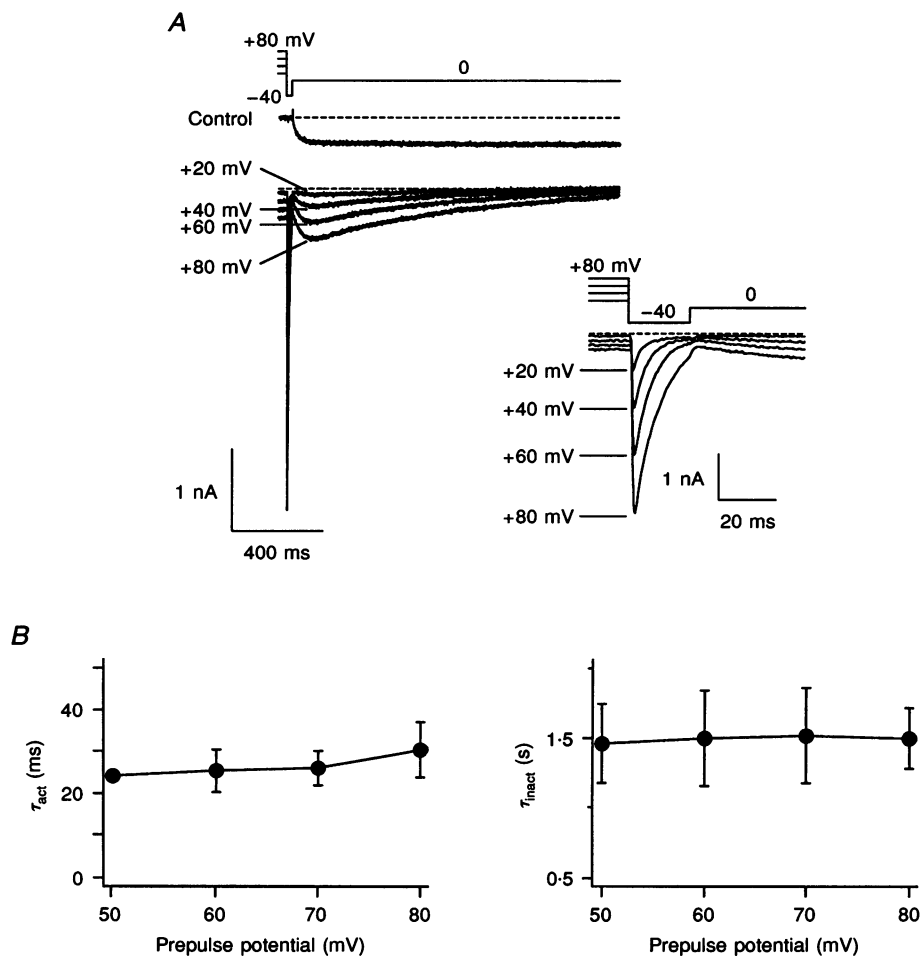 A
+80 mV
0
−40
Control
+20 mV
+40 mV
+60 mV
+80 mV
1 nA
400 ms
+80 mV
−40
0
+20 mV
+40 mV
+60 mV
+80 mV
1 nA
20 ms
B
τact (ms)
40
20
0
50 60 70 80
Prepulse potential (mV)
τinact (s)
1·5
0·5
50 60 70 80
Prepulse potential (mV)